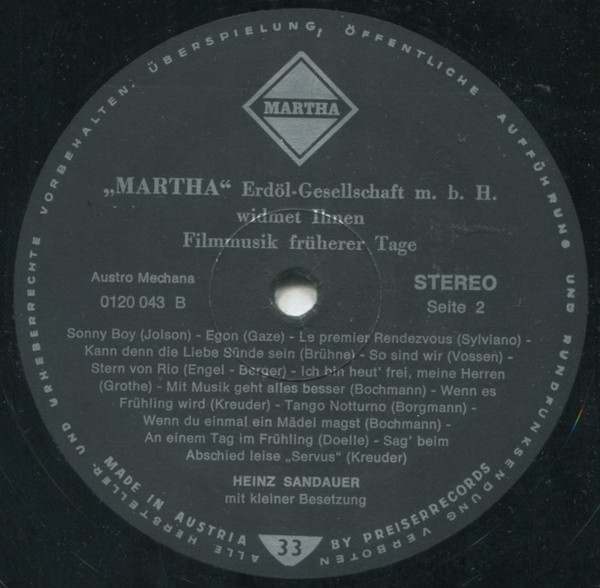 ALLE HERSTELLER- UND URHEBERRECHTE VORBEHALTEN. ÜBERSPIELUNG, ÖFFENTLICHE AUFFÜHRUNG UND RUNDFUNKSENDUNG VERBOTEN
MARTHA
„MARTHA“ Erdöl-Gesellschaft m. b. H.
widmet Ihnen
Filmmusik früherer Tage
Austro Mechana
0120 043 B
STEREO
Seite 2
Sonny Boy (Jolson) - Egon (Gaze) - Le premier Rendezvous (Sylviano) -
Kann denn die Liebe Sünde sein (Brühne) - So sind wir (Vossen) -
Stern von Rio (Engel - Berger) - Ich bin heut' frei, meine Herren
(Grothe) - Mit Musik geht alles besser (Bochmann) - Wenn es
Frühling wird (Kreuder) - Tango Notturno (Borgmann) -
Wenn du einmal ein Mädel magst (Bochmann) -
An einem Tag im Frühling (Doelle) - Sag' beim
Abschied leise „Servus“ (Kreuder)
HEINZ SANDAUER
mit kleiner Besetzung
MADE IN AUSTRIA
33
BY PREISERRECORDS